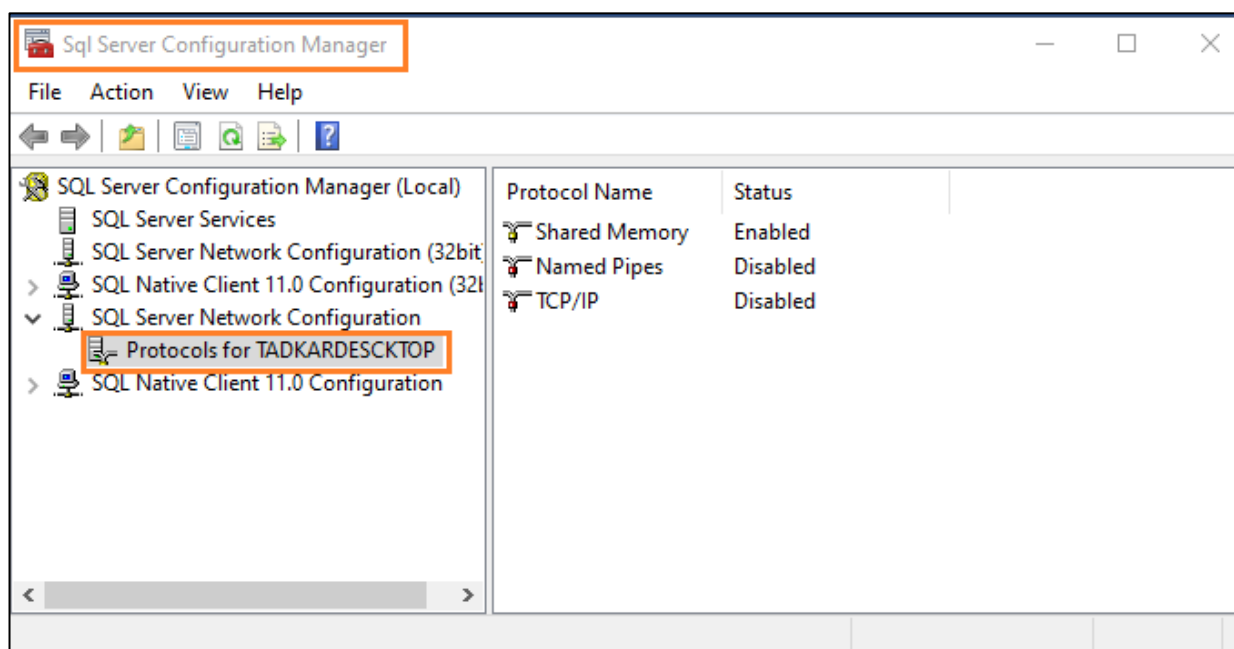 Sql Server Configuration Manager
File Action View Help
SQL Server Configuration Manager (Local)
SQL Server Services
SQL Server Network Configuration (32bit
SQL Native Client 11.0 Configuration (32
SQL Server Network Configuration
Protocols for TADKARDESCKTOP
SQL Native Client 11.0 Configuration
Protocol Name Status
Shared Memory Enabled
Named Pipes Disabled
TCP/IP Disabled